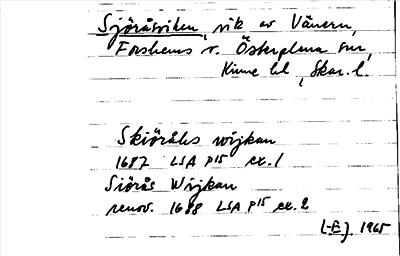 Sjöråsviken, vik av Vänern,
Forshems s. Österplana sn,
Kinne hd, Skar. l.
Skiöråhs wijkan
1687 LSA P15 ex. 1
Siörås Wijkan
renov. 1688 LSA P15 ex. 2
[-E]. 1965